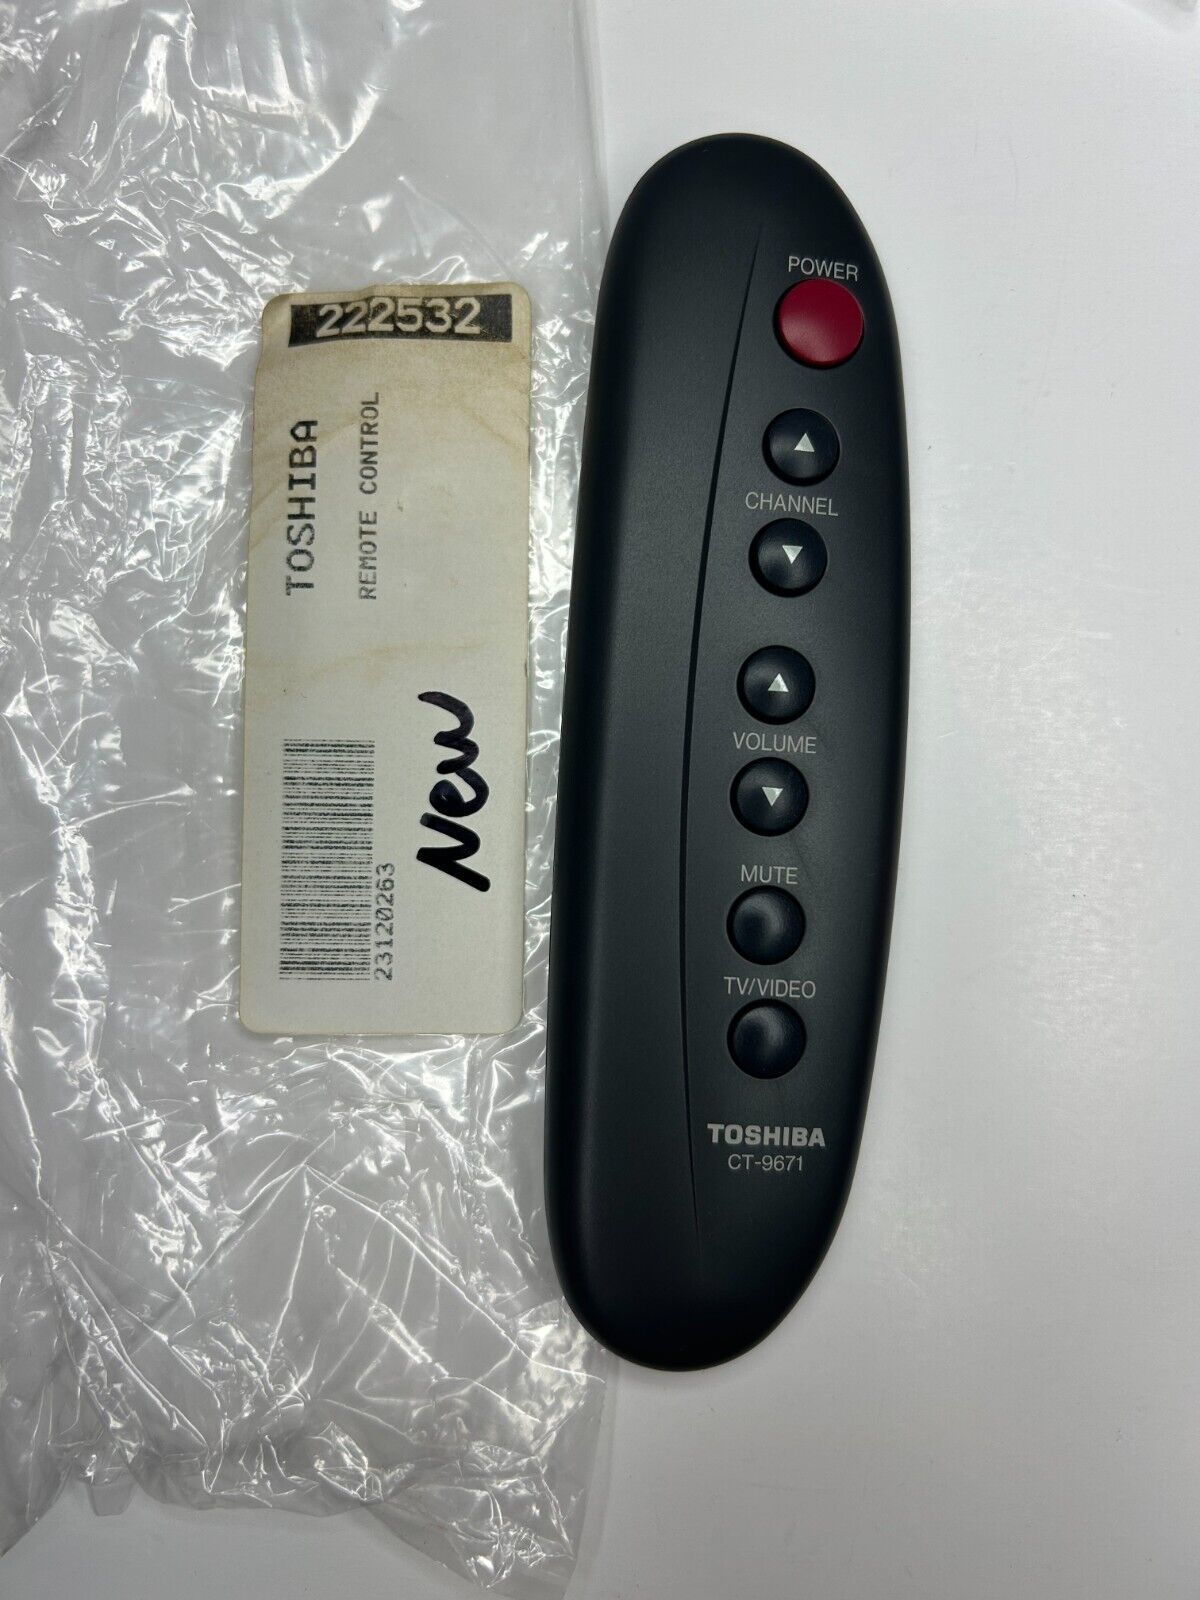 222532
TOSHIBA
REMOTE CONTROL
23120263
New
POWER
CHANNEL
VOLUME
MUTE
TV/VIDEO
TOSHIBA
CT-9671